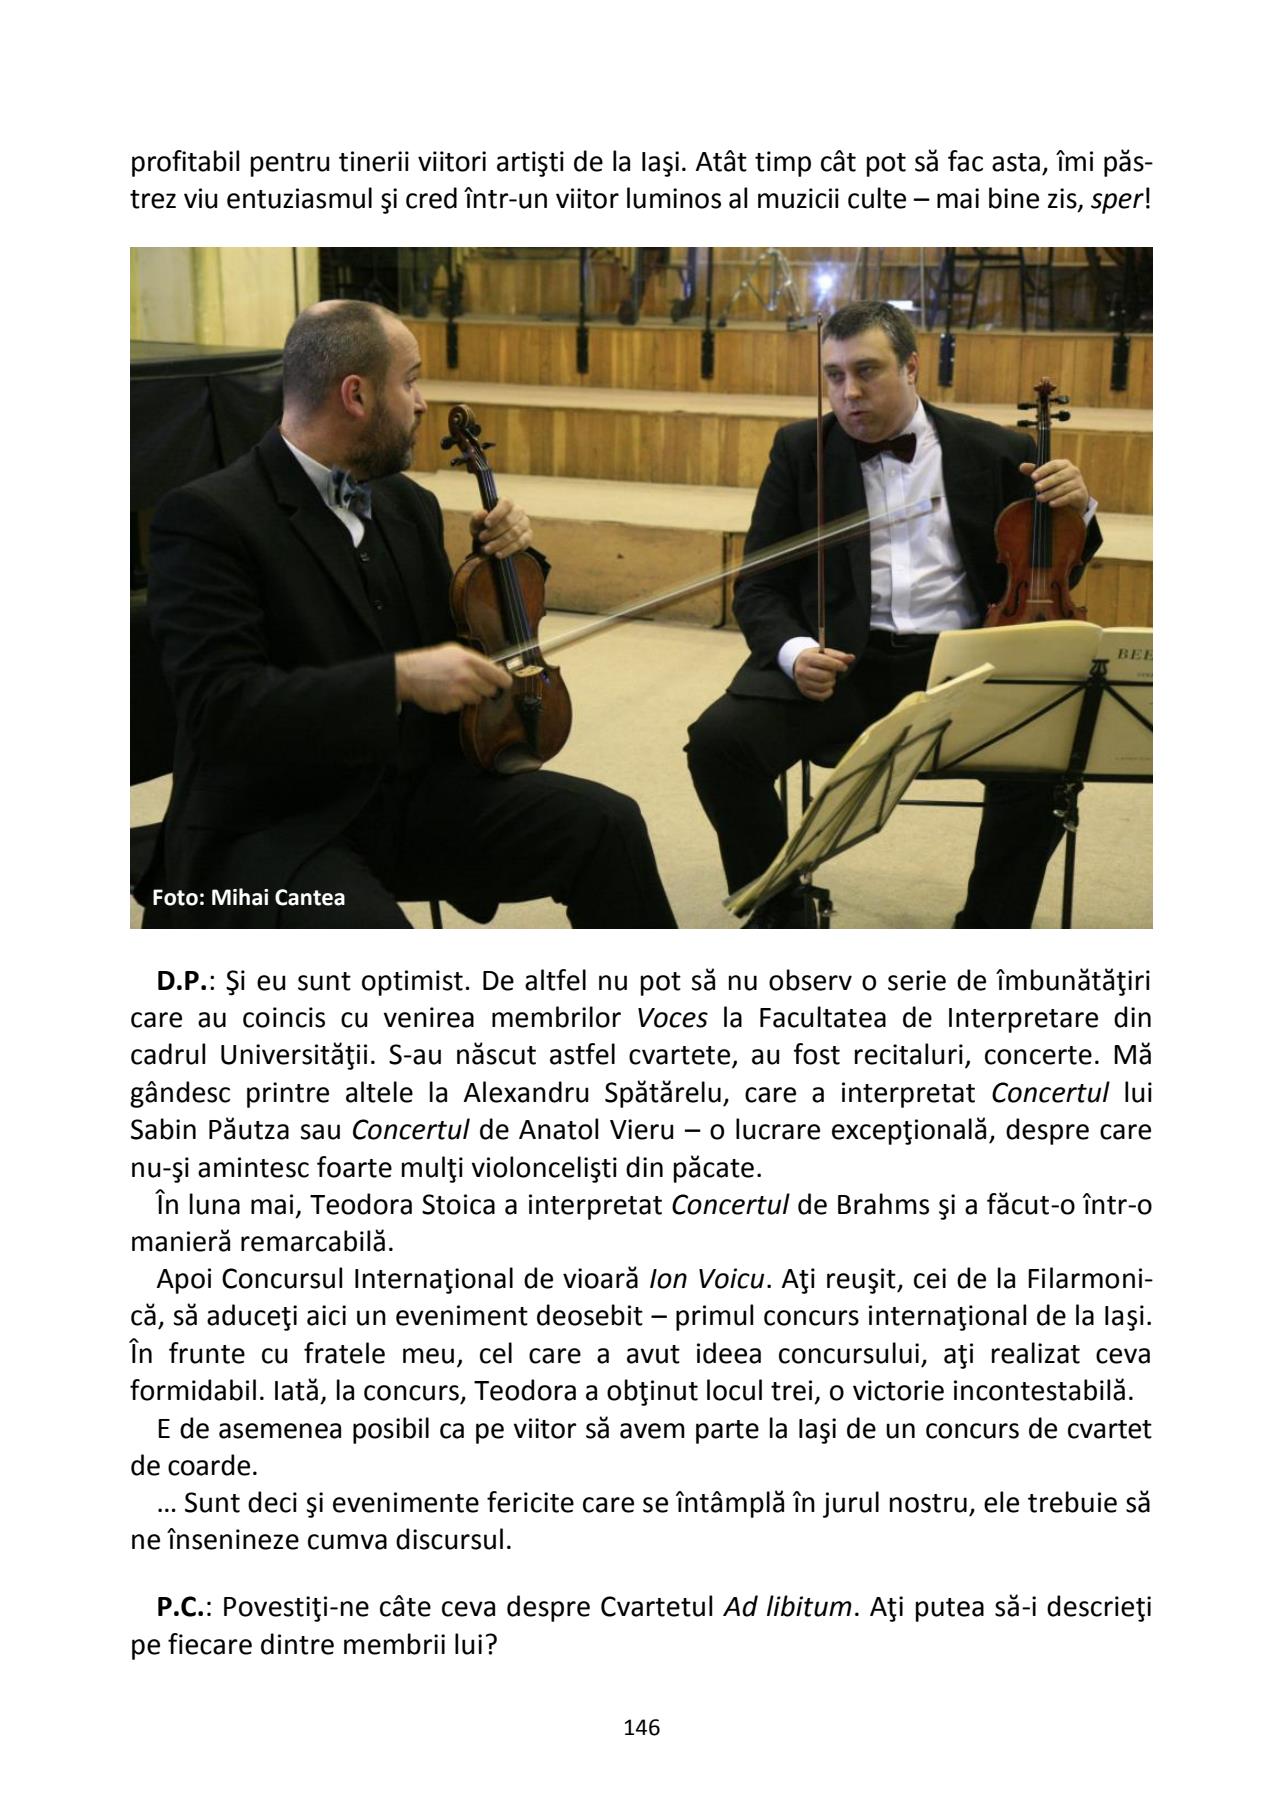 profitabil pentru tinerii viitori artişti de la Iaşi. Atât timp cât pot să fac asta, îmi păs-
trez viu entuziasmul şi cred într-un viitor luminos al muzicii culte – mai bine zis, sper!
BEE
Foto: Mihai Cantea
D.P.: Şi eu sunt optimist. De altfel nu pot să nu observ o serie de îmbunătăţiri
care au coincis cu venirea membrilor Voces la Facultatea de Interpretare din
cadrul Universităţii. S-au născut astfel cvartete, au fost recitaluri, concerte. Mă
gândesc printre altele la Alexandru Spătărelu, care a interpretat Concertul lui
Sabin Păutza sau Concertul de Anatol Vieru – o lucrare excepţională, despre care
nu-şi amintesc foarte mulţi violoncelişti din păcate.
În luna mai, Teodora Stoica a interpretat Concertul de Brahms şi a făcut-o într-o
manieră remarcabilă.
Apoi Concursul Internaţional de vioară Ion Voicu. Aţi reuşit, cei de la Filarmoni-
că, să aduceţi aici un eveniment deosebit – primul concurs internaţional de la Iaşi.
În frunte cu fratele meu, cel care a avut ideea concursului, aţi realizat ceva
formidabil. Iată, la concurs, Teodora a obţinut locul trei, o victorie incontestabilă.
E de asemenea posibil ca pe viitor să avem parte la Iaşi de un concurs de cvartet
de coarde.
... Sunt deci şi evenimente fericite care se întâmplă în jurul nostru, ele trebuie să
ne însenineze cumva discursul.
P.C.: Povestiţi-ne câte ceva despre Cvartetul Ad libitum. Aţi putea să-i descrieţi
pe fiecare dintre membrii lui?
146